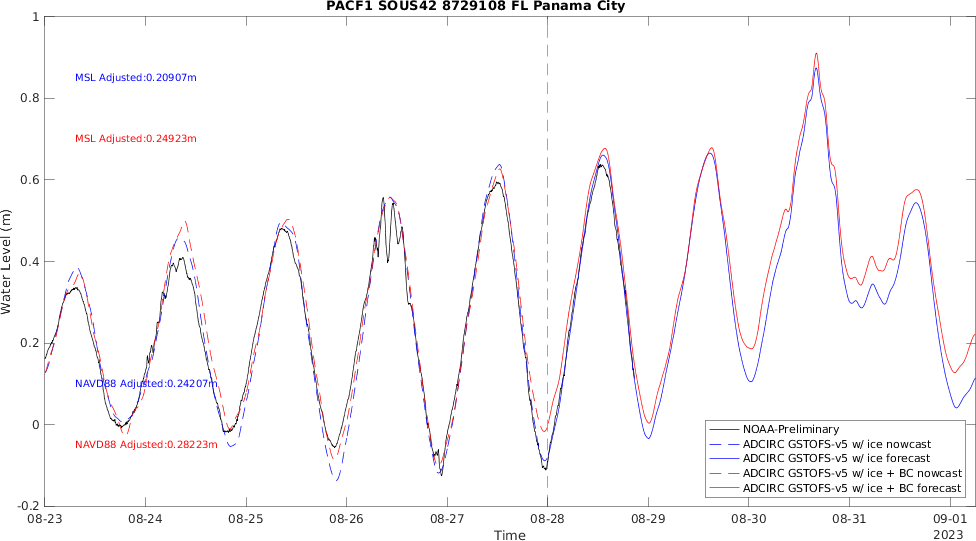 PACF1 SOUS42 8729108 FL Panama City
1
0.8
0.6
0.4
0.2
0
-0.2
Water Level (m)
MSL Adjusted:0.20907m
MSL Adjusted:0.24923m
NAVD88 Adjusted:0.24207m
NAVD88 Adjusted:0.28223m
NOAA-Preliminary
ADCIRC GSTOFS-v5 w/ ice nowcast
ADCIRC GSTOFS-v5 w/ ice forecast
ADCIRC GSTOFS-v5 w/ ice + BC nowcast
ADCIRC GSTOFS-v5 w/ ice + BC forecast
08-23 08-24 08-25 08-26 08-27 08-28 08-29 08-30 08-31 09-01
2023
Time